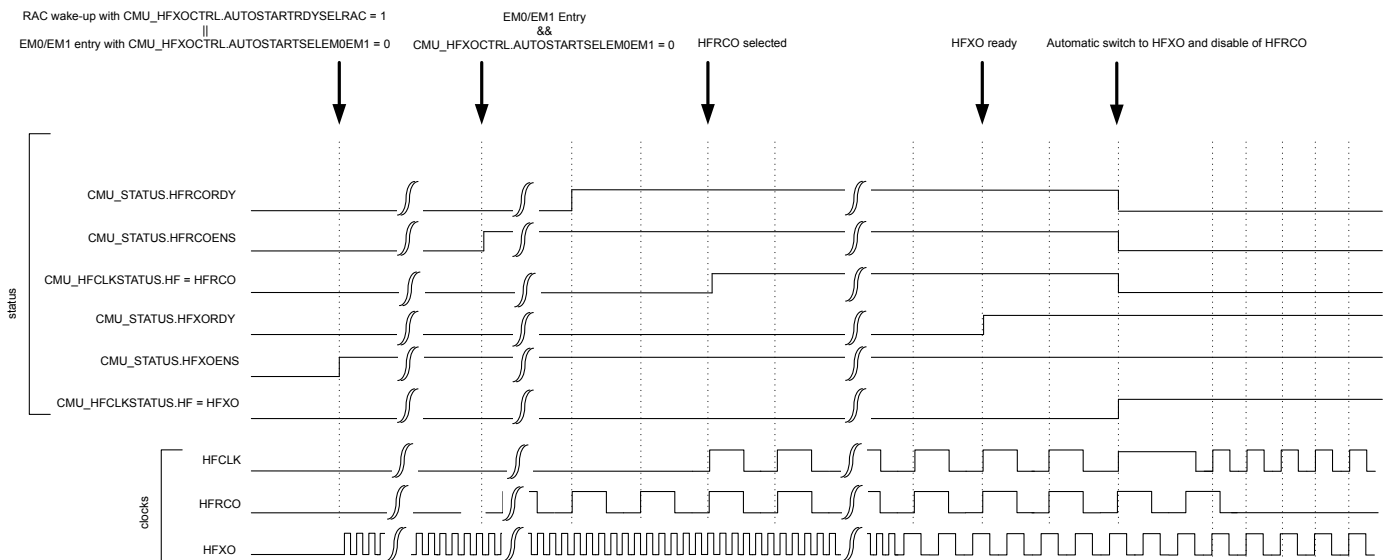 RAC wake-up with CMU_HFXOCTRL.AUTOSTARTRDYSELRAC = 1
||
EM0/EM1 entry with CMU_HFXOCTRL.AUTOSTARTSELEM0EM1 = 0
EM0/EM1 Entry
&&
CMU_HFXOCTRL.AUTOSTARTSELEM0EM1 = 0
HFRCO selected
HFXO ready
Automatic switch to HFXO and disable of HFRCO
status
CMU_STATUS.HFRCORDY
CMU_STATUS.HFRCOENS
CMU_HFCLKSTATUS.HF = HFRCO
CMU_STATUS.HFXORDY
CMU_STATUS.HFXOENS
CMU_HFCLKSTATUS.HF = HFXO
clocks
HFCLK
HFRCO
HFXO